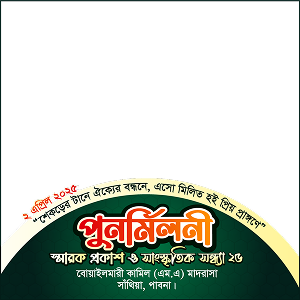 ২ এপ্রিল ২০২৫
"শেকড়ের টানে ঐক্যের বন্ধনে, এসো মিলিত হই প্রিয় প্রাঙ্গণে"
পুনর্মিলনী
স্মারক প্রকাশ ও সাংস্কৃতিক সন্ধ্যা ২৫
বোয়াইলমারী কামিল (এম.এ) মাদরাসা
সাঁথিয়া, পাবনা।